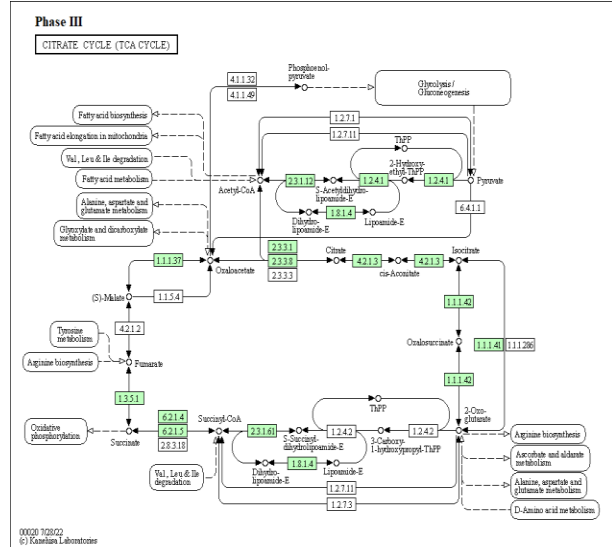 Phase III
CITRATE CYCLE (TCA CYCLE)
4.1.1.32
4.1.1.49
Phosphoenol-
pyruvate
Glycolysis /
Gluconeogenesis
Fatty acid biosynthesis
Fatty acid elongation in mitochondria
Val, Leu & Ile degradation
Fatty acid metabolism
Alanine, aspartate and
glutamate metabolism
Glyoxylate and dicarboxylate
metabolism
1.2.7.1
1.2.7.11
ThPP
2-Hydroxy-
ethyl-ThPP
Acetyl-CoA
2.3.1.12
S-Acetyldihydro-
lipoamide-E
1.2.4.1
1.2.4.1
Pyruvate
Dihydro-
lipoamide-E
1.8.1.4
Lipoamide-E
6.4.1.1
1.1.1.37
Oxaloacetate
2.3.3.1
2.3.3.8
2.3.3.3
Citrate
4.2.1.3
cis-Aconitate
4.2.1.3
Isocitrate
(S)-Malate
1.1.5.4
1.1.1.42
Tyrosine
metabolism
4.2.1.2
Oxalosuccinate
1.1.1.41
1.1.1.286
Arginine biosynthesis
Fumarate
1.3.5.1
1.1.1.42
Oxidative
phosphorylation
Succinate
6.2.1.4
6.2.1.5
2.8.3.18
Succinyl-CoA
2.3.1.61
S-Succinyl-
dihydrolipoamide-E
ThPP
1.2.4.2
3-Carboxy-
1-hydroxypropyl-ThPP
1.2.4.2
2-Oxo-
glutarate
Val, Leu & Ile
degradation
Dihydro-
lipoamide-E
1.8.1.4
Lipoamide-E
1.2.7.11
1.2.7.3
Arginine biosynthesis
Ascorbate and aldarate
metabolism
Alanine, aspartate and
glutamate metabolism
D-Amino acid metabolism
00020 7/28/22
(c) Kanehisa Laboratories